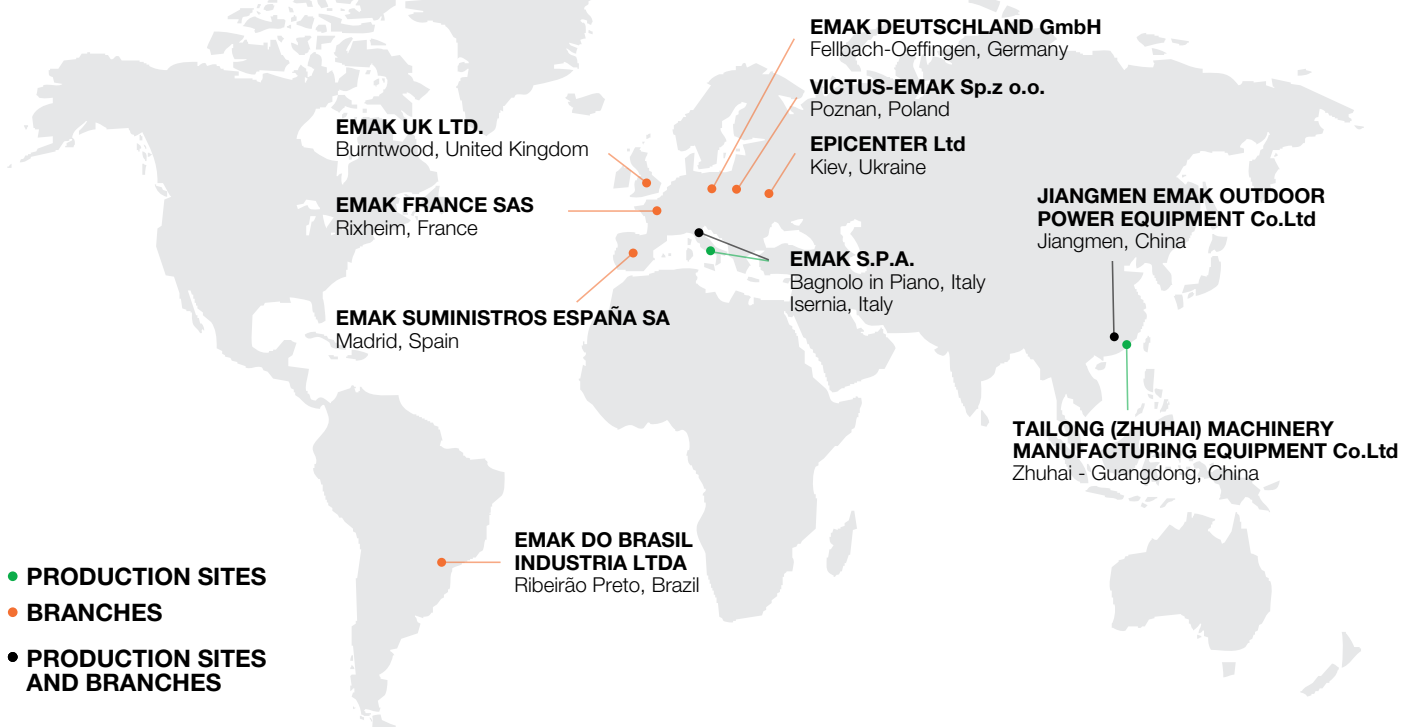 EMAK DEUTSCHLAND GmbH
Fellbach-Oeffingen, Germany
VICTUS-EMAK Sp.z o.o.
Poznan, Poland
EPICENTER Ltd
Kiev, Ukraine
EMAK UK LTD.
Burntwood, United Kingdom
EMAK FRANCE SAS
Rixheim, France
EMAK SUMINISTROS ESPAÑA SA
Madrid, Spain
EMAK S.P.A.
Bagnolo in Piano, Italy
Isernia, Italy
JIANGMEN EMAK OUTDOOR
POWER EQUIPMENT Co.Ltd
Jiangmen, China
TAILONG (ZHUHAI) MACHINERY
MANUFACTURING EQUIPMENT Co.Ltd
Zhuhai - Guangdong, China
EMAK DO BRASIL
INDUSTRIA LTDA
Ribeirão Preto, Brazil
PRODUCTION SITES
BRANCHES
PRODUCTION SITES
AND BRANCHES